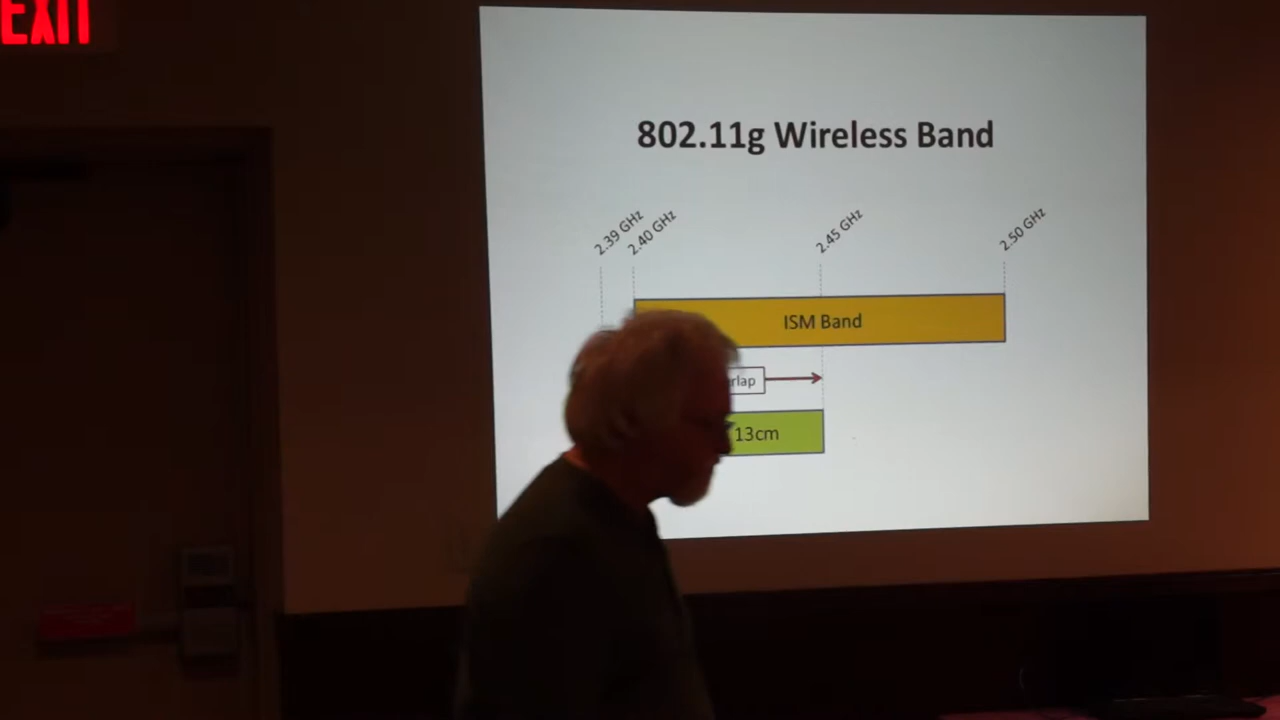 EXIT
802.11g Wireless Band
2.39 GHz
2.40 GHz
2.45 GHz
2.50 GHz
ISM Band
rlap
13cm